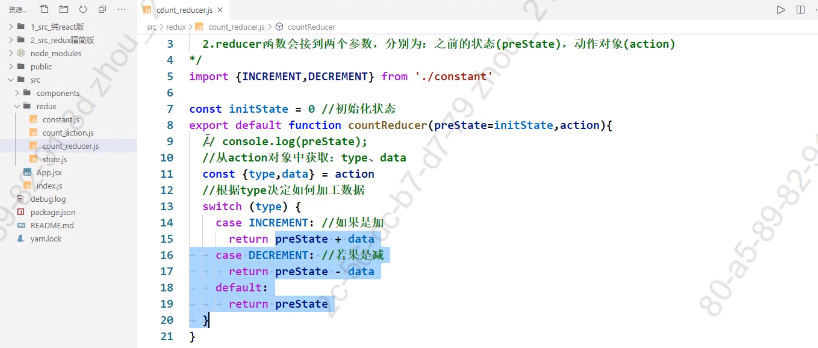 资源...
1_src_纯react版
2_src_redux精简版
node_modules
public
src
components
redux
constant.js
count_action.js
count_reducer.js
store.js
App.jsx
index.js
debug.log
package.json
README.md
yarn.lock
count_reducer.js ×
src > redux > count_reducer.js > countReducer
3 2.reducer函数会接到两个参数，分别为：之前的状态(preState)，动作对象(action)
4 */
5 import {INCREMENT,DECREMENT} from './constant'
6
7 const initState = 0 //初始化状态
8 export default function countReducer(preState=initState,action){
9 // console.log(preState);
10 //从action对象中获取：type、data
11 const {type,data} = action
12 //根据type决定如何加工数据
13 switch (type) {
14 case INCREMENT: //如果是加
15 return preState + data
16 case DECREMENT: //若果是减
17 return preState - data
18 default:
19 return preState
20 }
21 }
80-a5-89-82-9